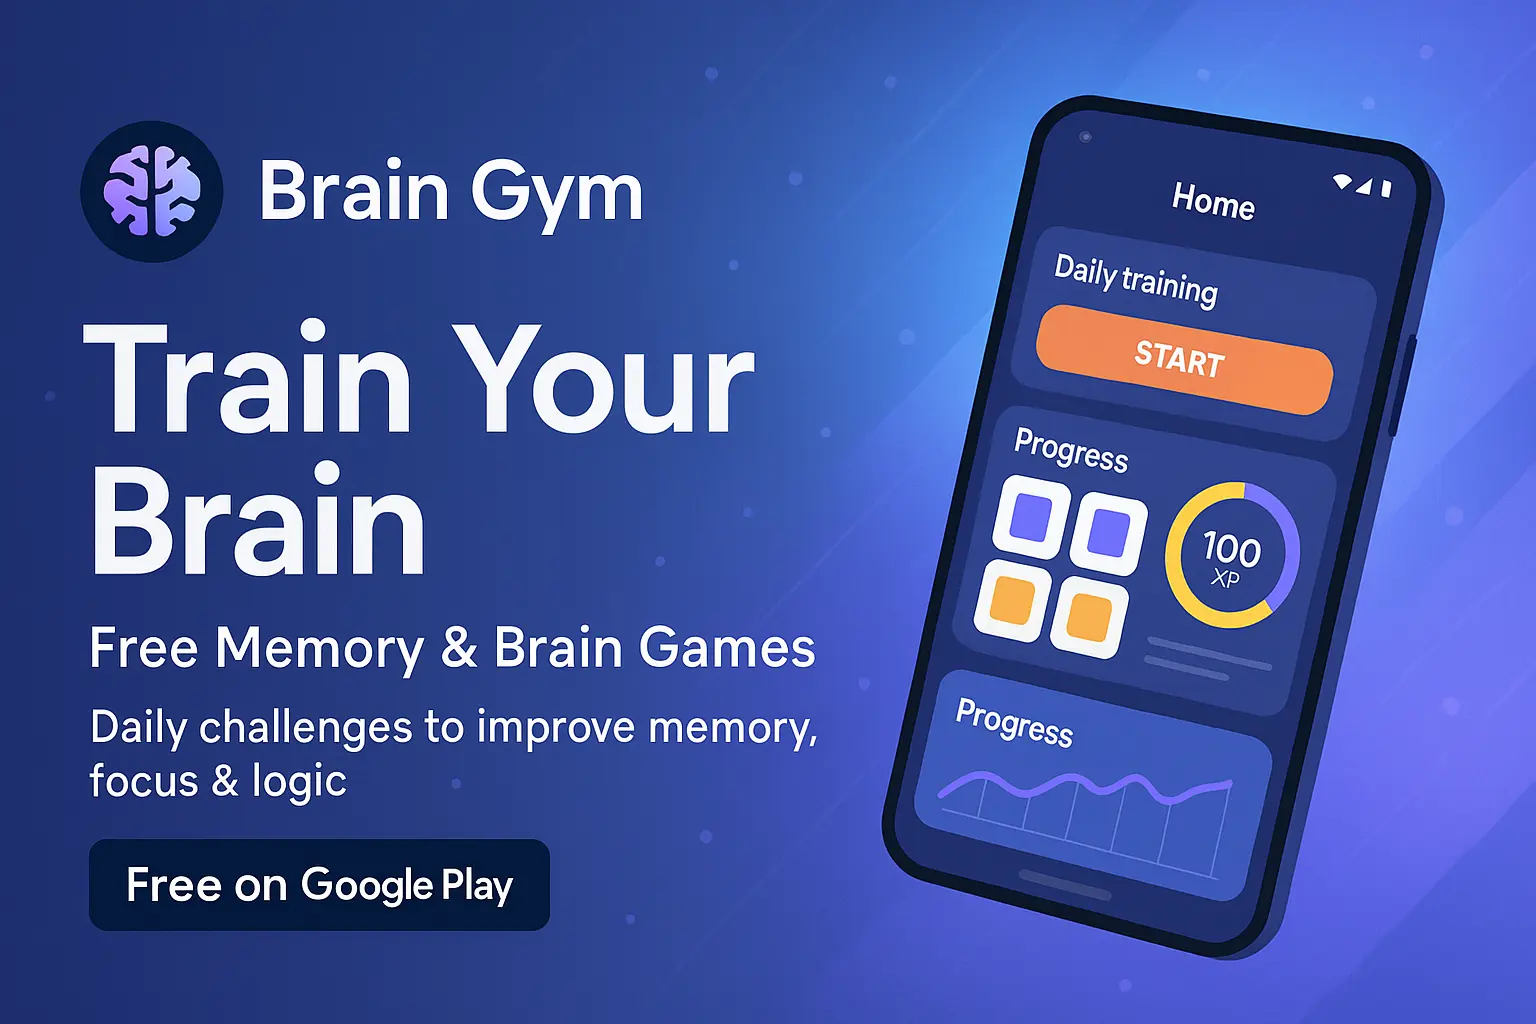 Brain Gym
Train Your
Brain
Free Memory & Brain Games
Daily challenges to improve memory,
focus & logic
Free on Google Play
Home
Daily training
START
Progress
100
XP
Progress